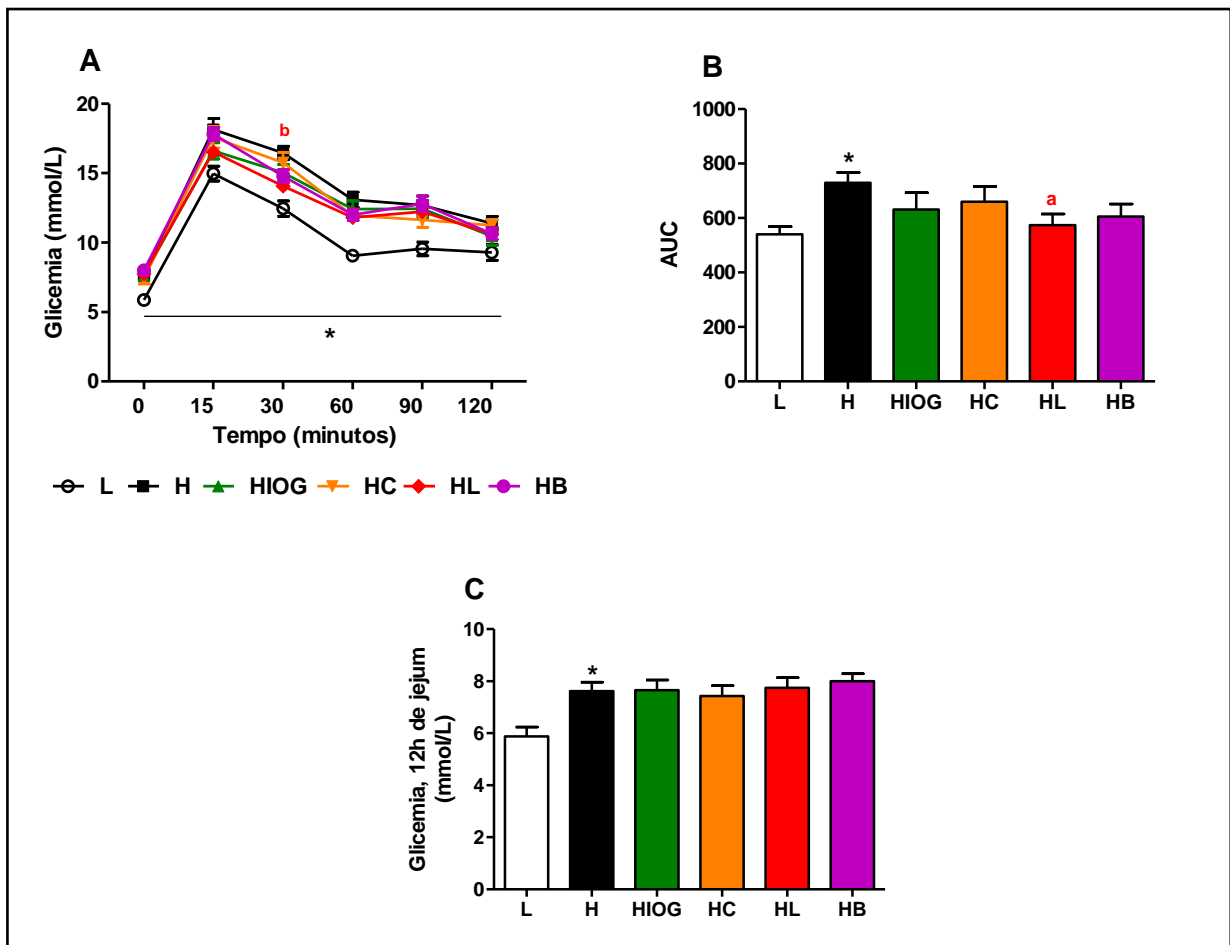 A
b
20
15
10
5
0
Glicemia (mmol/L)
*
0 15 30 60 90 120
Tempo (minutos)
L H HIOG HC HL HB
B
1000
800
600
400
200
0
AUC
*
a
L H HIOG HC HL HB
C
10
8
6
4
2
0
Glicemia, 12h de jejum
(mmol/L)
*
L H HIOG HC HL HB